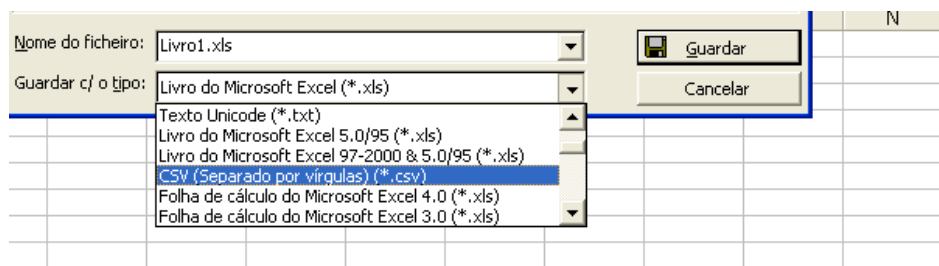 N
Nome do ficheiro: Livro1.xls Guardar
Guardar c/ o tipo: Livro do Microsoft Excel (*.xls) Cancelar
Texto Unicode (*.txt)
Livro do Microsoft Excel 5.0/95 (*.xls)
Livro do Microsoft Excel 97-2000 & 5.0/95 (*.xls)
CSV (Separado por vírgulas) (*.csv)
Folha de cálculo do Microsoft Excel 4.0 (*.xls)
Folha de cálculo do Microsoft Excel 3.0 (*.xls)